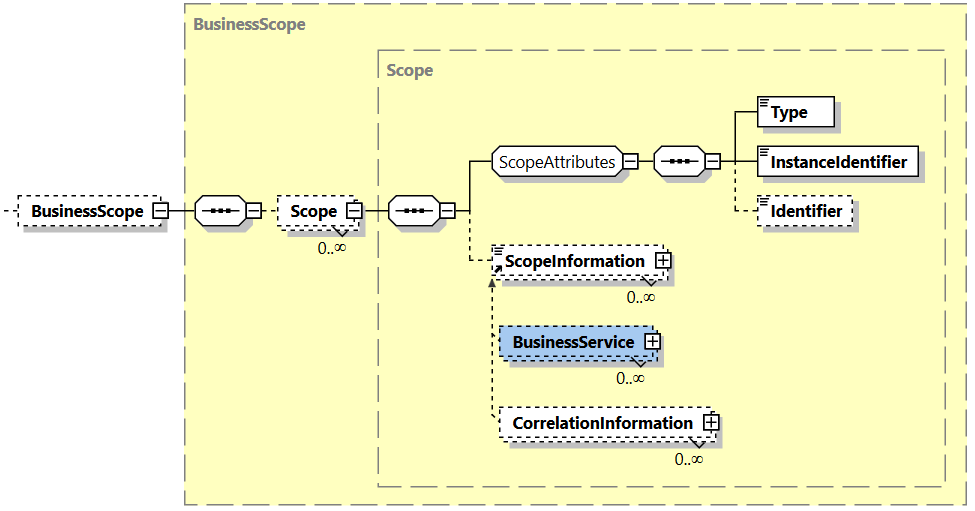 BusinessScope
Scope
Type
ScopeAttributes
InstanceIdentifier
BusinessScope
Scope
Identifier
0..∞
ScopeInformation
0..∞
BusinessService
0..∞
CorrelationInformation
0..∞